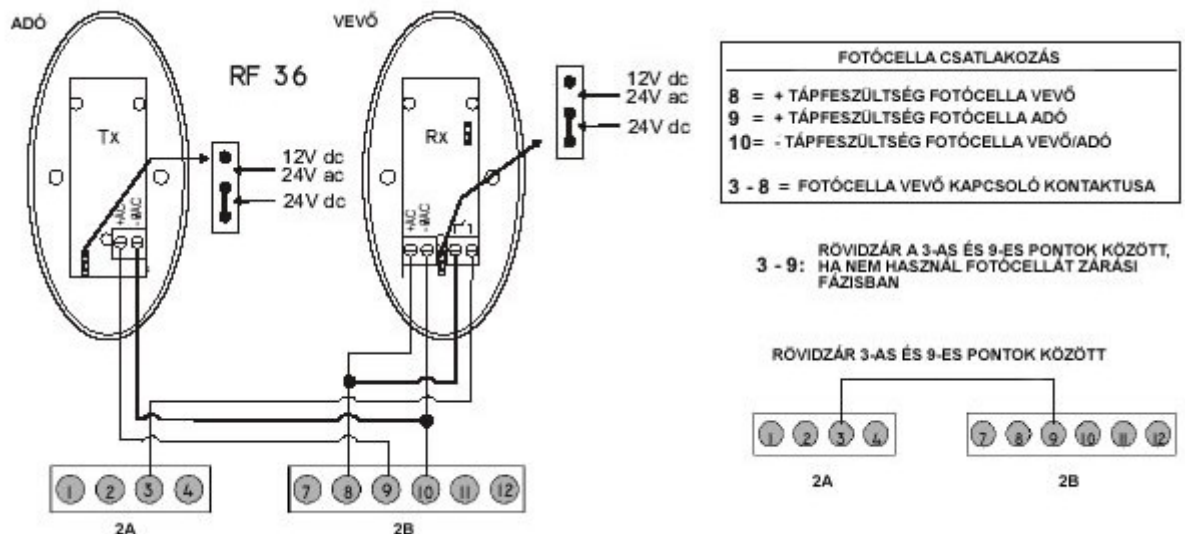 ADÓ
VEVŐ
RF 36
Tx
Rx
12V dc
24V ac
24V dc
12V dc
24V ac
24V dc
+AC
-0AC
+AC
-0AC
1 2 3 4
2A
7 8 9 10 11 12
2B
FOTÓCELLA CSATLAKOZÁS
8 = + TÁPFESZÜLTSÉG FOTÓCELLA VEVŐ
9 = + TÁPFESZÜLTSÉG FOTÓCELLA ADÓ
10= - TÁPFESZÜLTSÉG FOTÓCELLA VEVŐ/ADÓ
3 - 8 = FOTÓCELLA VEVŐ KAPCSOLÓ KONTAKTUSA
3 - 9: RÖVIDZÁR A 3-AS ÉS 9-ES PONTOK KÖZÖTT,
HA NEM HASZNÁL FOTÓCELLÁT ZÁRÁSI
FÁZISBAN
RÖVIDZÁR 3-AS ÉS 9-ES PONTOK KÖZÖTT
1 2 3 4
2A
7 8 9 10 11 12
2B